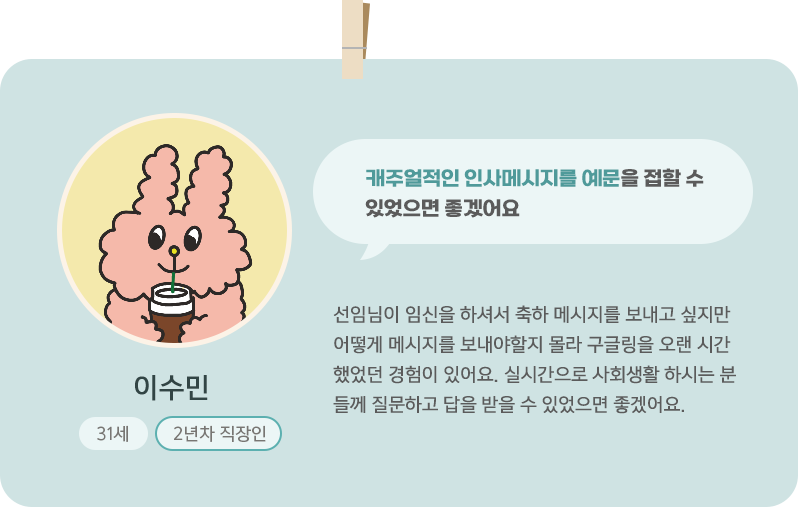 캐주얼적인 인사메시지를 예문을 접할 수
있었으면 좋겠어요
선임님이 임신을 하셔서 축하 메시지를 보내고 싶지만
어떻게 메시지를 보내야할지 몰라 구글링을 오랜 시간
했었던 경험이 있어요. 실시간으로 사회생활 하시는 분
들께 질문하고 답을 받을 수 있었으면 좋겠어요.
이수민
31세
2년차 직장인